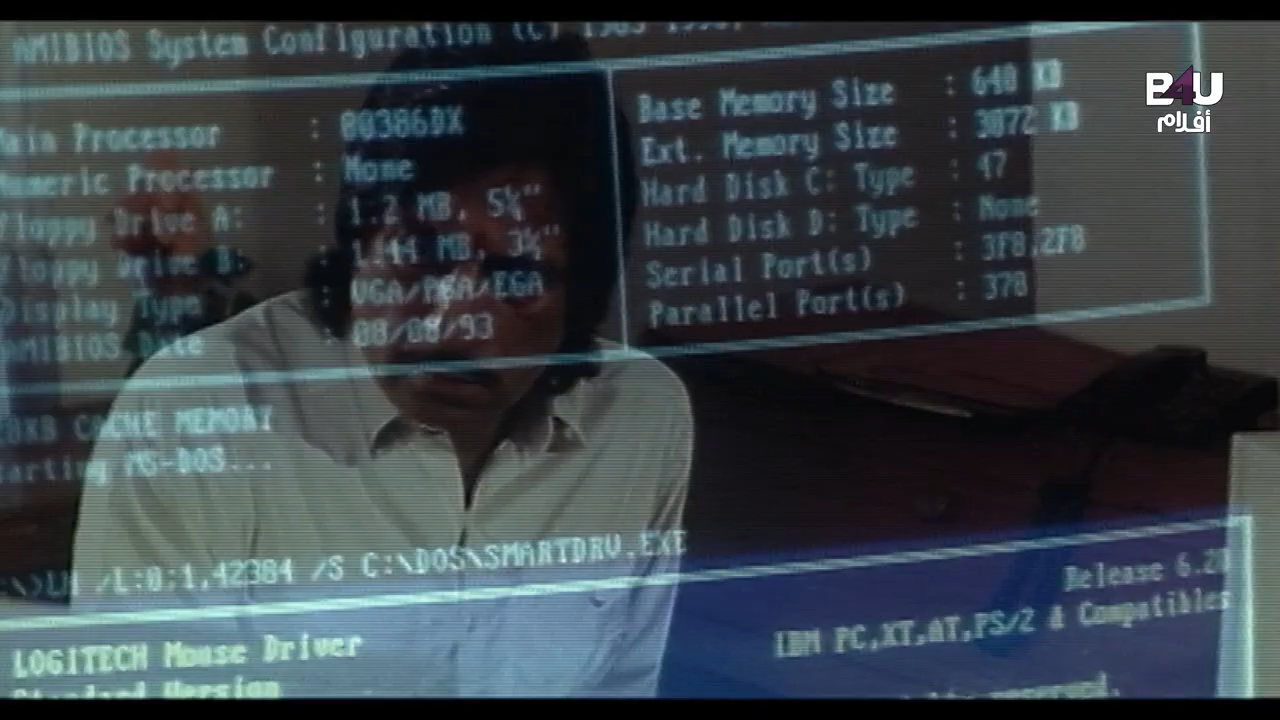 AMIBIOS System Configuration (C)
Main Processor : 80386DX
Numeric Processor : None
Floppy Drive A: : 1.2 MB, 5¼"
Floppy Drive B: : 1.44 MB, 3½"
Display Type : VGA/PGA/EGA
AMIBIOS Date : 08/08/93
Base Memory Size : 640 KB
Ext. Memory Size : 3072 KB
Hard Disk C: Type : 47
Hard Disk D: Type : None
Serial Port(s) : 3F8,2F8
Parallel Port(s) : 378
B4U
أفلام
CACHE MEMORY
Starting MS-DOS...
/L:0;1,42384 /S C:\DOS\SMARTDRV.EXE
Release
LOGITECH Mouse Driver
IBM PC,XT,AT,PS/2 & Compatibles
Standard Version
reserved.